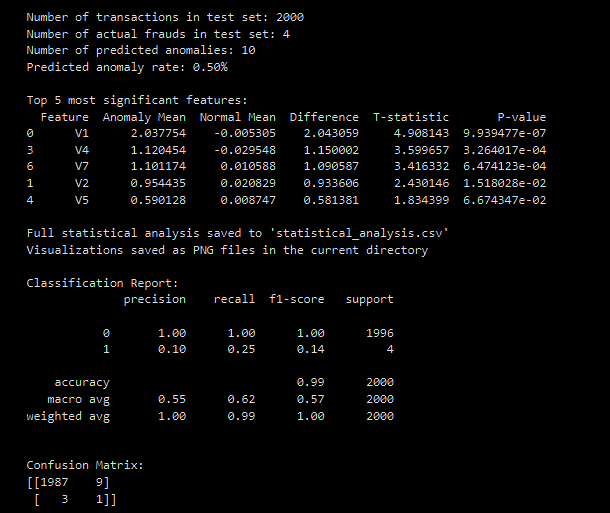 Number of transactions in test set: 2000
Number of actual frauds in test set: 4
Number of predicted anomalies: 10
Predicted anomaly rate: 0.50%
Top 5 most significant features:
Feature Anomaly Mean Normal Mean Difference T-statistic P-value
0 V1 2.037754 -0.005305 2.043059 4.908143 9.939477e-07
3 V4 1.120454 -0.029548 1.150002 3.599657 3.264017e-04
6 V7 1.101174 0.010588 1.090587 3.416332 6.474123e-04
1 V2 0.954435 0.020829 0.933606 2.430146 1.518028e-02
4 V5 0.590128 0.008747 0.581381 1.834399 6.674347e-02
Full statistical analysis saved to 'statistical_analysis.csv'
Visualizations saved as PNG files in the current directory
Classification Report:
precision recall f1-score support
0 1.00 1.00 1.00 1996
1 0.10 0.25 0.14 4
accuracy 0.99 2000
macro avg 0.55 0.62 0.57 2000
weighted avg 1.00 0.99 1.00 2000
Confusion Matrix:
[[1987 9]
[ 3 1]]